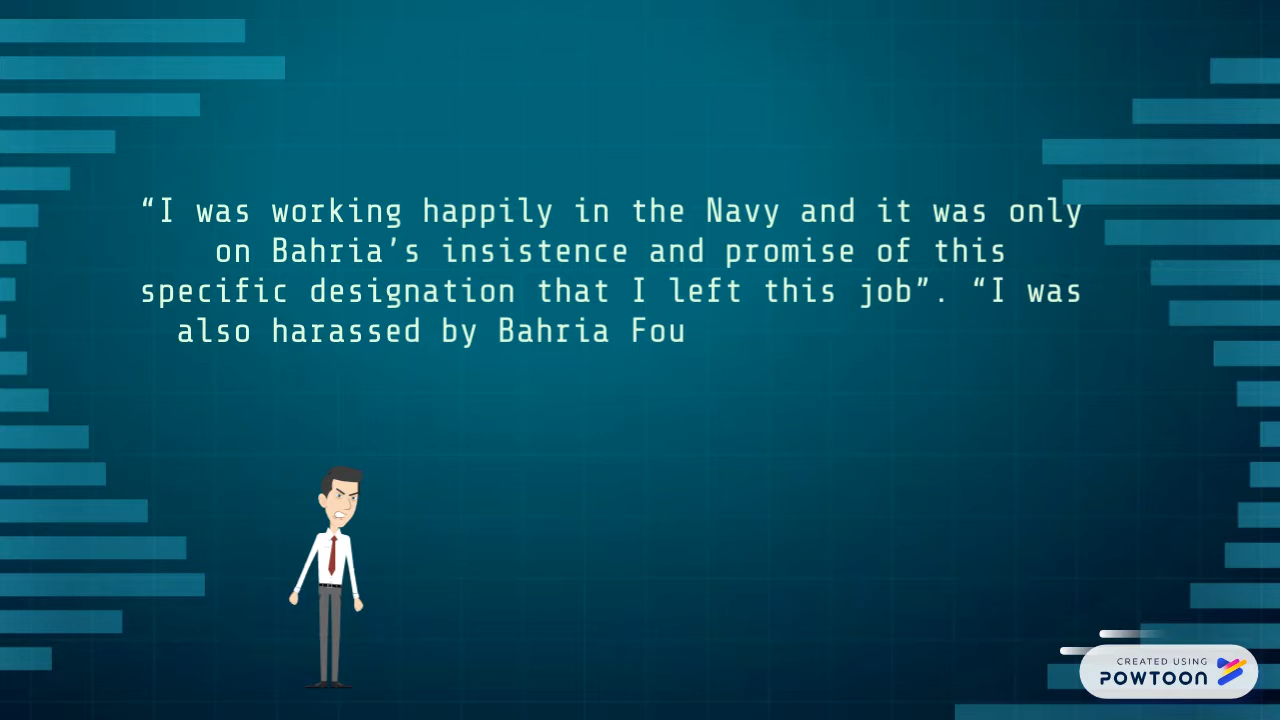 “I was working happily in the Navy and it was only
on Bahria’s insistence and promise of this
specific designation that I left this job”. “I was
also harassed by Bahria Fou
CREATED USING
POWTOON